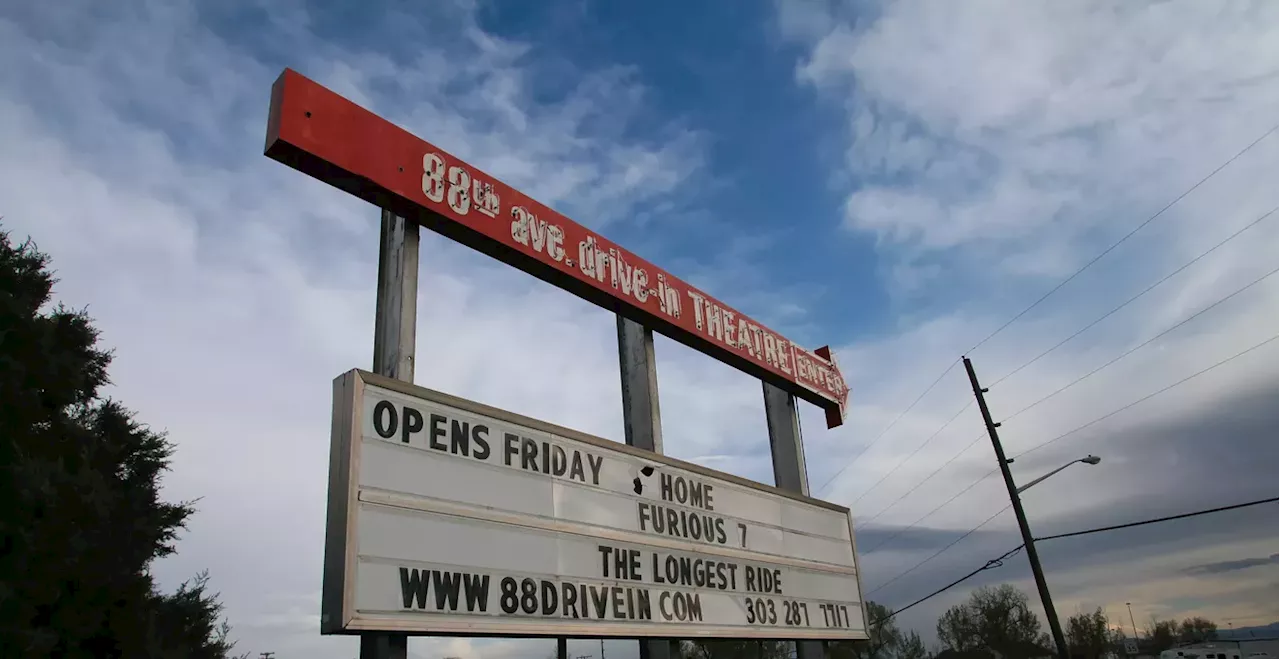 88th ave. drive-in THEATRE ENTER
OPENS FRIDAY HOME
FURIOUS 7
THE LONGEST RIDE
WWW 88DRIVEIN COM 303 287 7717